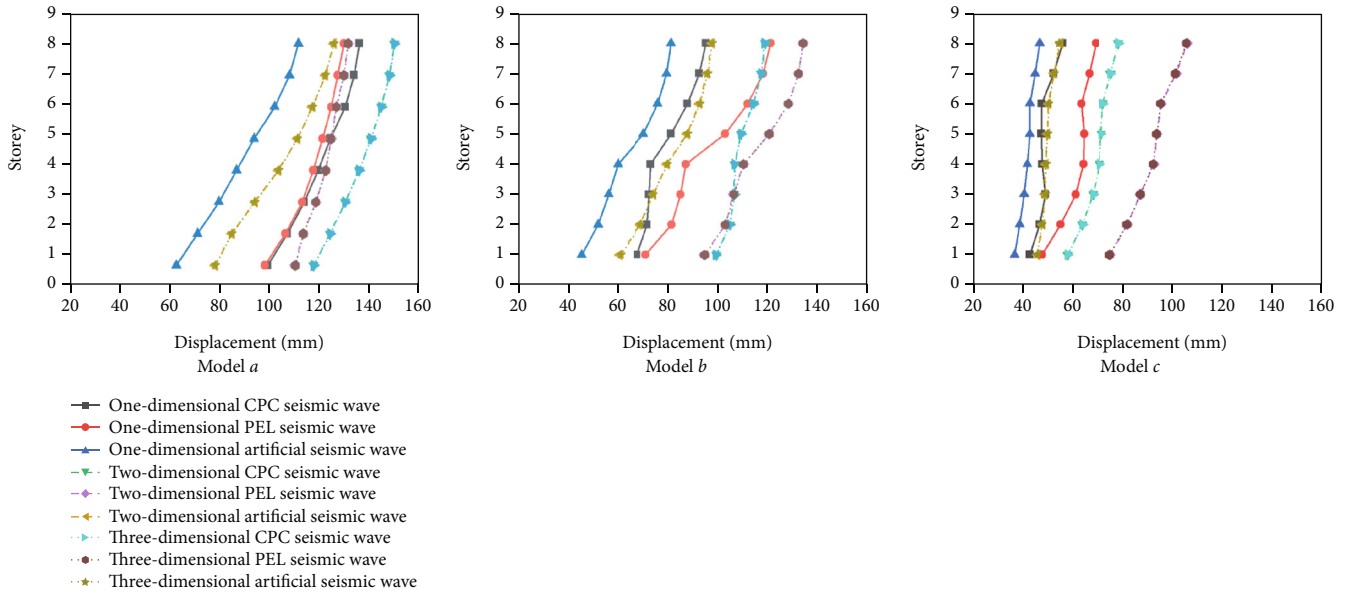 9
8
7
6
5
4
3
2
1
0
Storey
20 40 60 80 100 120 140 160
Displacement (mm)
Model a
9
8
7
6
5
4
3
2
1
0
Storey
20 40 60 80 100 120 140 160
Displacement (mm)
Model b
9
8
7
6
5
4
3
2
1
0
Storey
20 40 60 80 100 120 140 160
Displacement (mm)
Model c
One-dimensional CPC seismic wave
One-dimensional PEL seismic wave
One-dimensional artificial seismic wave
Two-dimensional CPC seismic wave
Two-dimensional PEL seismic wave
Two-dimensional artificial seismic wave
Three-dimensional CPC seismic wave
Three-dimensional PEL seismic wave
Three-dimensional artificial seismic wave